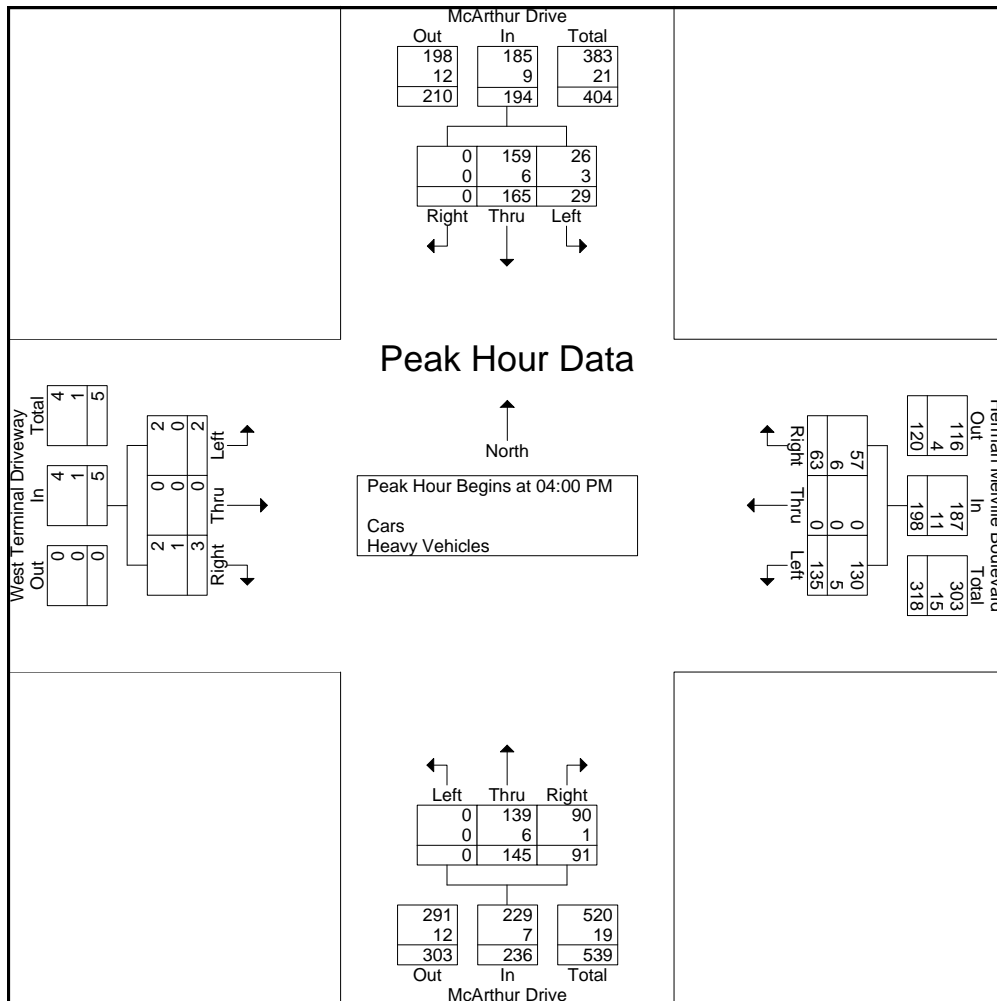 McArthur Drive
Out In Total
198 185 383
12 9 21
210 194 404
0 159 26
0 6 3
0 165 29
Right Thru Left
Peak Hour Data
North
Peak Hour Begins at 04:00 PM
Cars
Heavy Vehicles
West Terminal Driveway
Out In Total
0 4 4
0 1 1
0 5 5
2 0 2
0 0 1
2 0 3
Left Thru Right
Herman Melville Boulevard
Out In Total
116 187 303
4 11 15
120 198 318
57 0 130
6 0 5
63 0 135
Right Thru Left
Left Thru Right
0 139 90
0 6 1
0 145 91
291 229 520
12 7 19
303 236 539
Out In Total
McArthur Drive